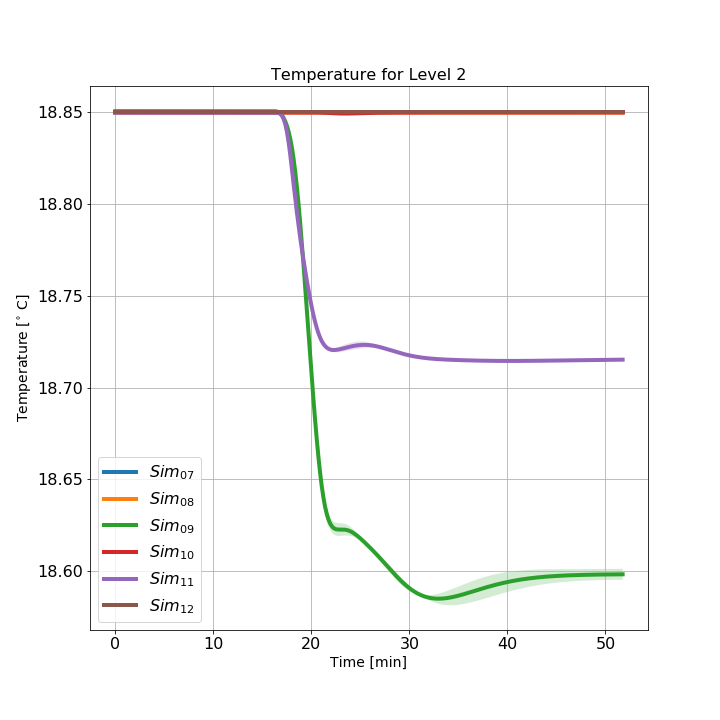 Temperature for Level 2
Temperature [° C]
18.85
18.80
18.75
18.70
18.65
18.60
Sim07
Sim08
Sim09
Sim10
Sim11
Sim12
0 10 20 30 40 50
Time [min]